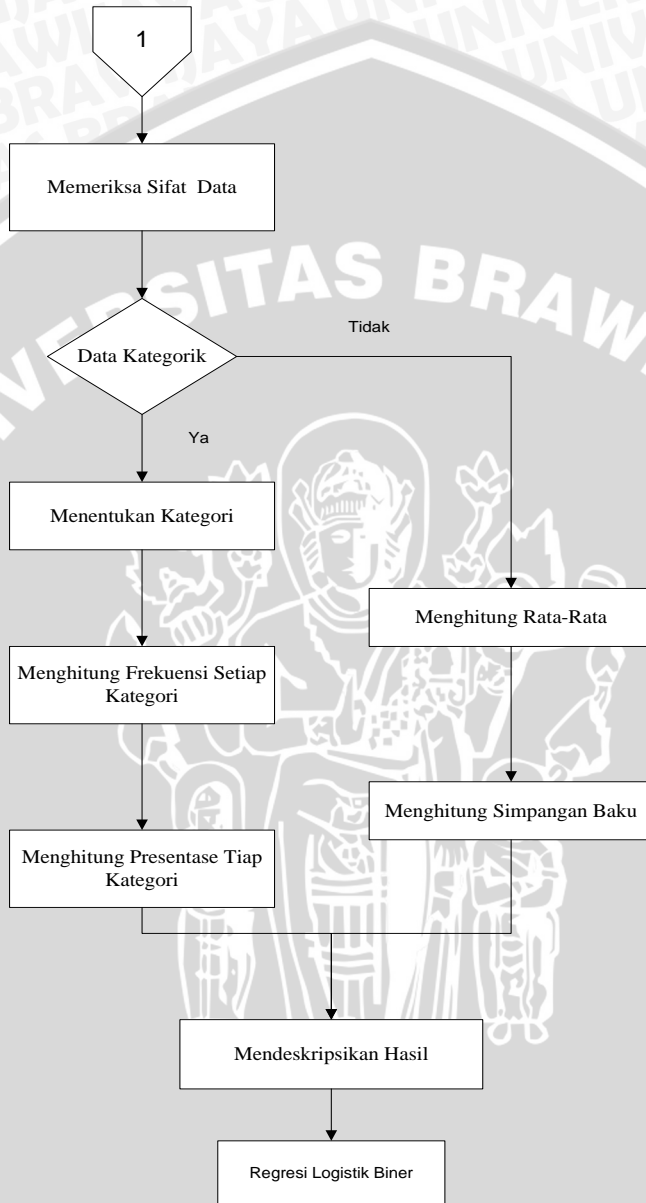 1
Memeriksa Sifat Data
Data Kategorik
Tidak
Ya
Menentukan Kategori
Menghitung Rata-Rata
Menghitung Frekuensi Setiap
Kategori
Menghitung Simpangan Baku
Menghitung Presentase Tiap
Kategori
Mendeskripsikan Hasil
Regresi Logistik Biner